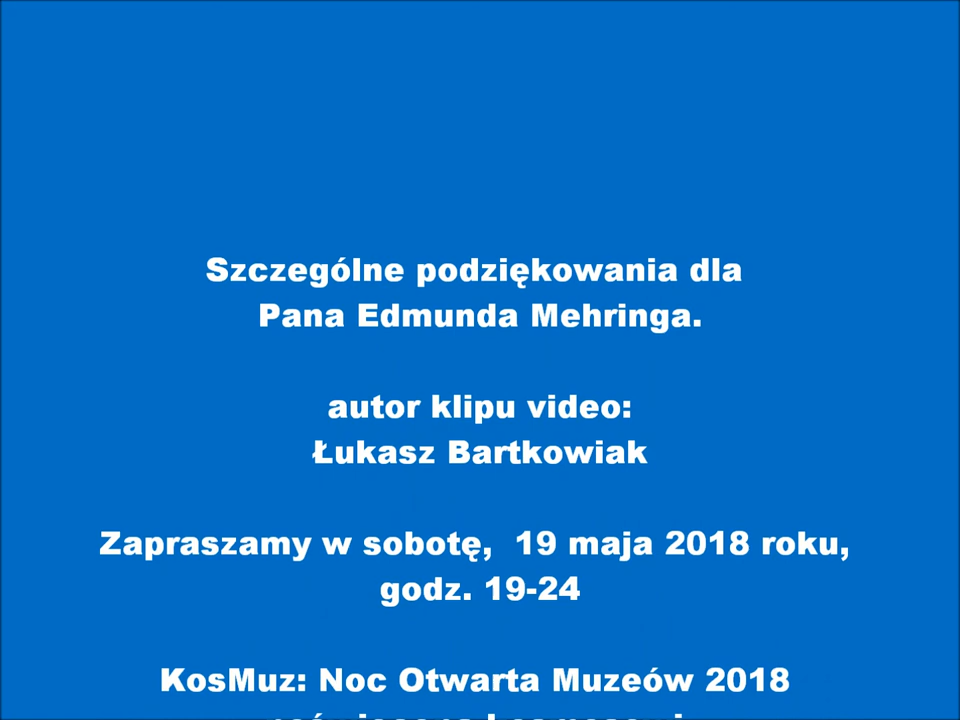 Szczególne podziękowania dla
Pana Edmunda Mehringa.
autor klipu video:
Łukasz Bartkowiak
Zapraszamy w sobotę, 19 maja 2018 roku,
godz. 19-24
KosMuz: Noc Otwarta Muzeów 2018